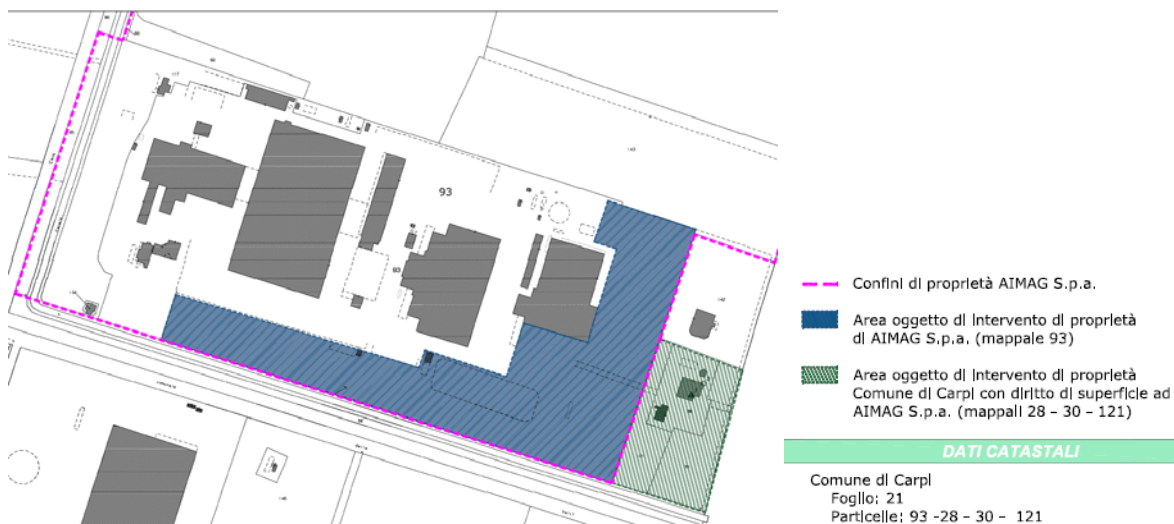 93
93
Confini di proprietà AIMAG S.p.a.
Area oggetto di intervento di proprietà
di AIMAG S.p.a. (mappale 93)
Area oggetto di intervento di proprietà
Comune di Carpi con diritto di superficie ad
AIMAG S.p.a. (mappali 28 – 30 – 121)
DATI CATASTALI
Comune di Carpi
Foglio: 21
Particelle: 93 -28 – 30 – 121